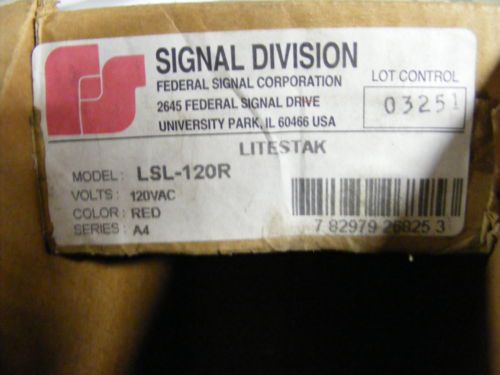 SIGNAL DIVISION
FEDERAL SIGNAL CORPORATION
2645 FEDERAL SIGNAL DRIVE
UNIVERSITY PARK, IL 60466 USA
LOT CONTROL
03251
LITESTAK
MODEL: LSL-120R
VOLTS: 120VAC
COLOR: RED
SERIES: A4
7 82979 26825 3